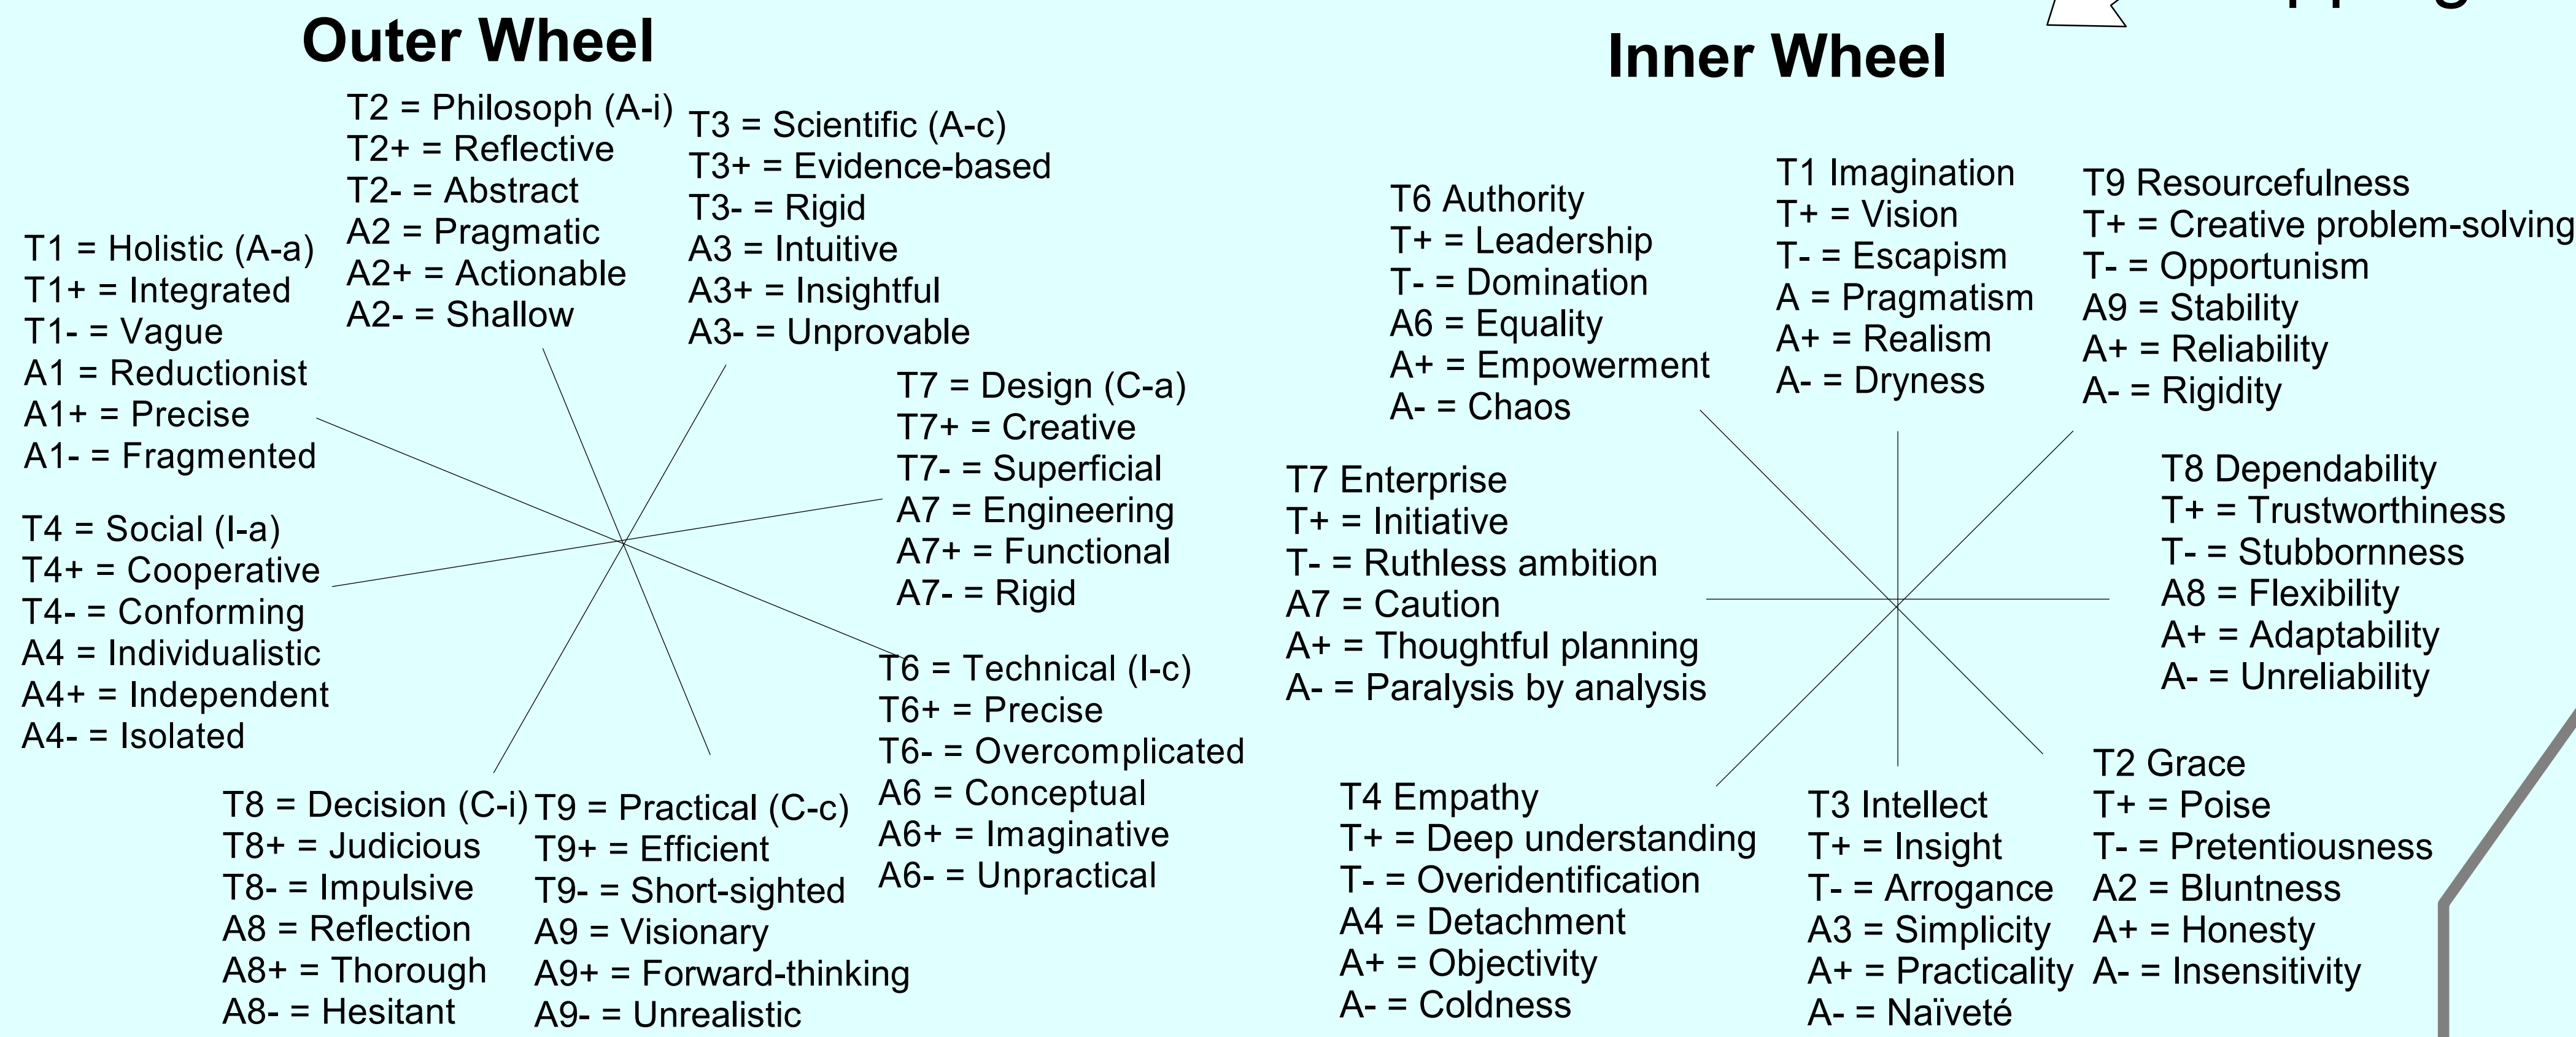 Outer Wheel
T2 = Philosoph (A-i)
T2+ = Reflective
T2- = Abstract
A2 = Pragmatic
A2+ = Actionable
A2- = Shallow
T3 = Scientific (A-c)
T3+ = Evidence-based
T3- = Rigid
A3 = Intuitive
A3+ = Insightful
A3- = Unprovable
T1 = Holistic (A-a)
T1+ = Integrated
T1- = Vague
A1 = Reductionist
A1+ = Precise
A1- = Fragmented
T7 = Design (C-a)
T7+ = Creative
T7- = Superficial
A7 = Engineering
A7+ = Functional
A7- = Rigid
T4 = Social (I-a)
T4+ = Cooperative
T4- = Conforming
A4 = Individualistic
A4+ = Independent
A4- = Isolated
T6 = Technical (I-c)
T6+ = Precise
T6- = Overcomplicated
A6 = Conceptual
A6+ = Imaginative
A6- = Unpractical
T8 = Decision (C-i)
T8+ = Judicious
T8- = Impulsive
A8 = Reflection
A8+ = Thorough
A8- = Hesitant
T9 = Practical (C-c)
T9+ = Efficient
T9- = Short-sighted
A9 = Visionary
A9+ = Forward-thinking
A9- = Unrealistic
Inner Wheel
T6 Authority
T+ = Leadership
T- = Domination
A6 = Equality
A+ = Empowerment
A- = Chaos
T1 Imagination
T+ = Vision
T- = Escapism
A = Pragmatism
A+ = Realism
A- = Dryness
T9 Resourcefulness
T+ = Creative problem-solving
T- = Opportunism
A9 = Stability
A+ = Reliability
A- = Rigidity
T7 Enterprise
T+ = Initiative
T- = Ruthless ambition
A7 = Caution
A+ = Thoughtful planning
A- = Paralysis by analysis
T8 Dependability
T+ = Trustworthiness
T- = Stubbornness
A8 = Flexibility
A+ = Adaptability
A- = Unreliability
T4 Empathy
T+ = Deep understanding
T- = Overidentification
A4 = Detachment
A+ = Objectivity
A- = Coldness
T3 Intellect
T+ = Insight
T- = Arrogance
A3 = Simplicity
A+ = Practicality
A- = Naïveté
T2 Grace
T+ = Poise
T- = Pretentiousness
A2 = Bluntness
A+ = Honesty
A- = Insensitivity